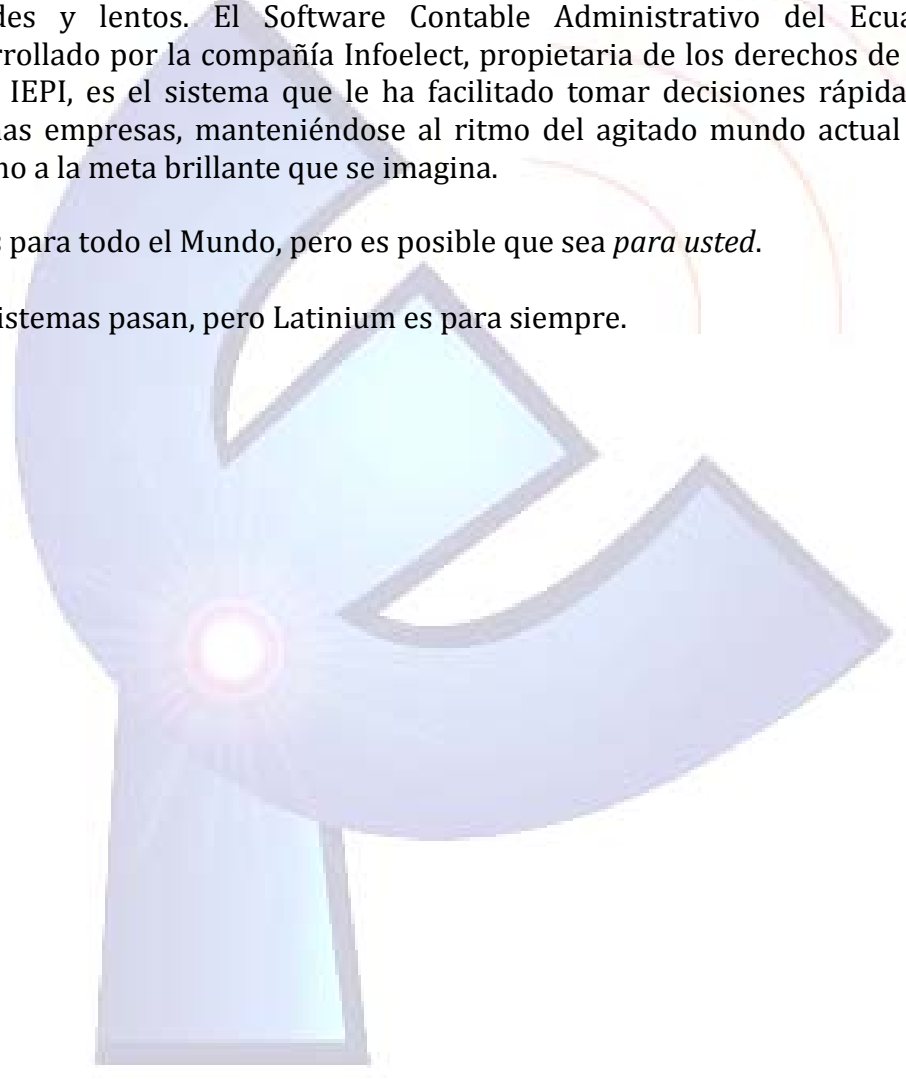 des y lentos. El Software Contable Administrativo del Ecua
rrollado por la compañía Infoelect, propietaria de los derechos de
IEPI, es el sistema que le ha facilitado tomar decisiones rápida
nas empresas, manteniéndose al ritmo del agitado mundo actual
no a la meta brillante que se imagina.
s para todo el Mundo, pero es posible que sea para usted.
istemas pasan, pero Latinium es para siempre.